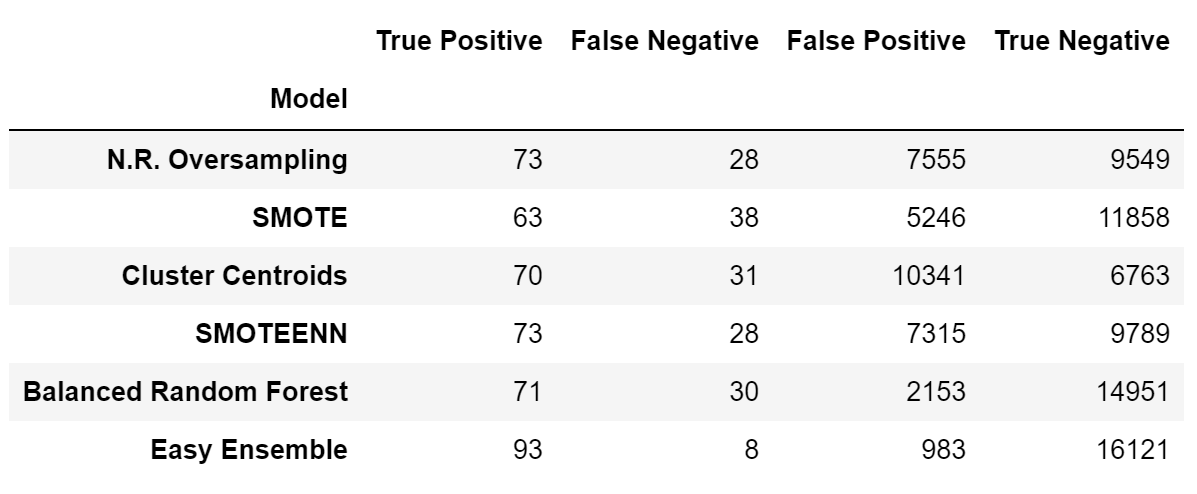 True Positive False Negative False Positive True Negative
Model
N.R. Oversampling 73 28 7555 9549
SMOTE 63 38 5246 11858
Cluster Centroids 70 31 10341 6763
SMOTEENN 73 28 7315 9789
Balanced Random Forest 71 30 2153 14951
Easy Ensemble 93 8 983 16121